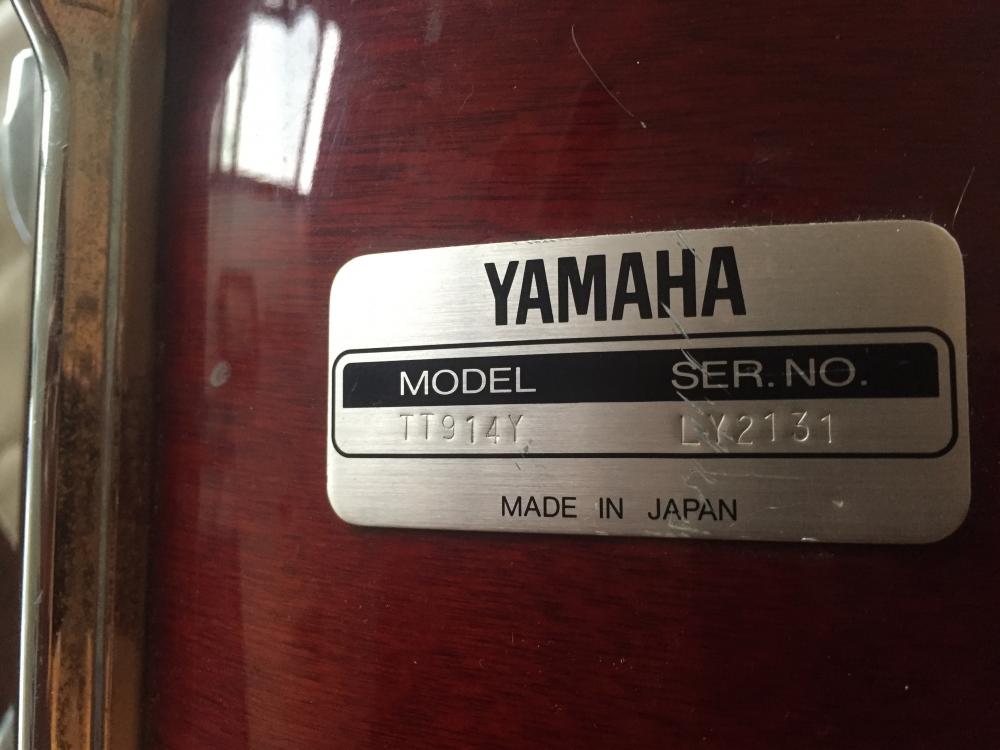 YAMAHA
MODEL SER. NO.
TT914Y LY2131
MADE IN JAPAN